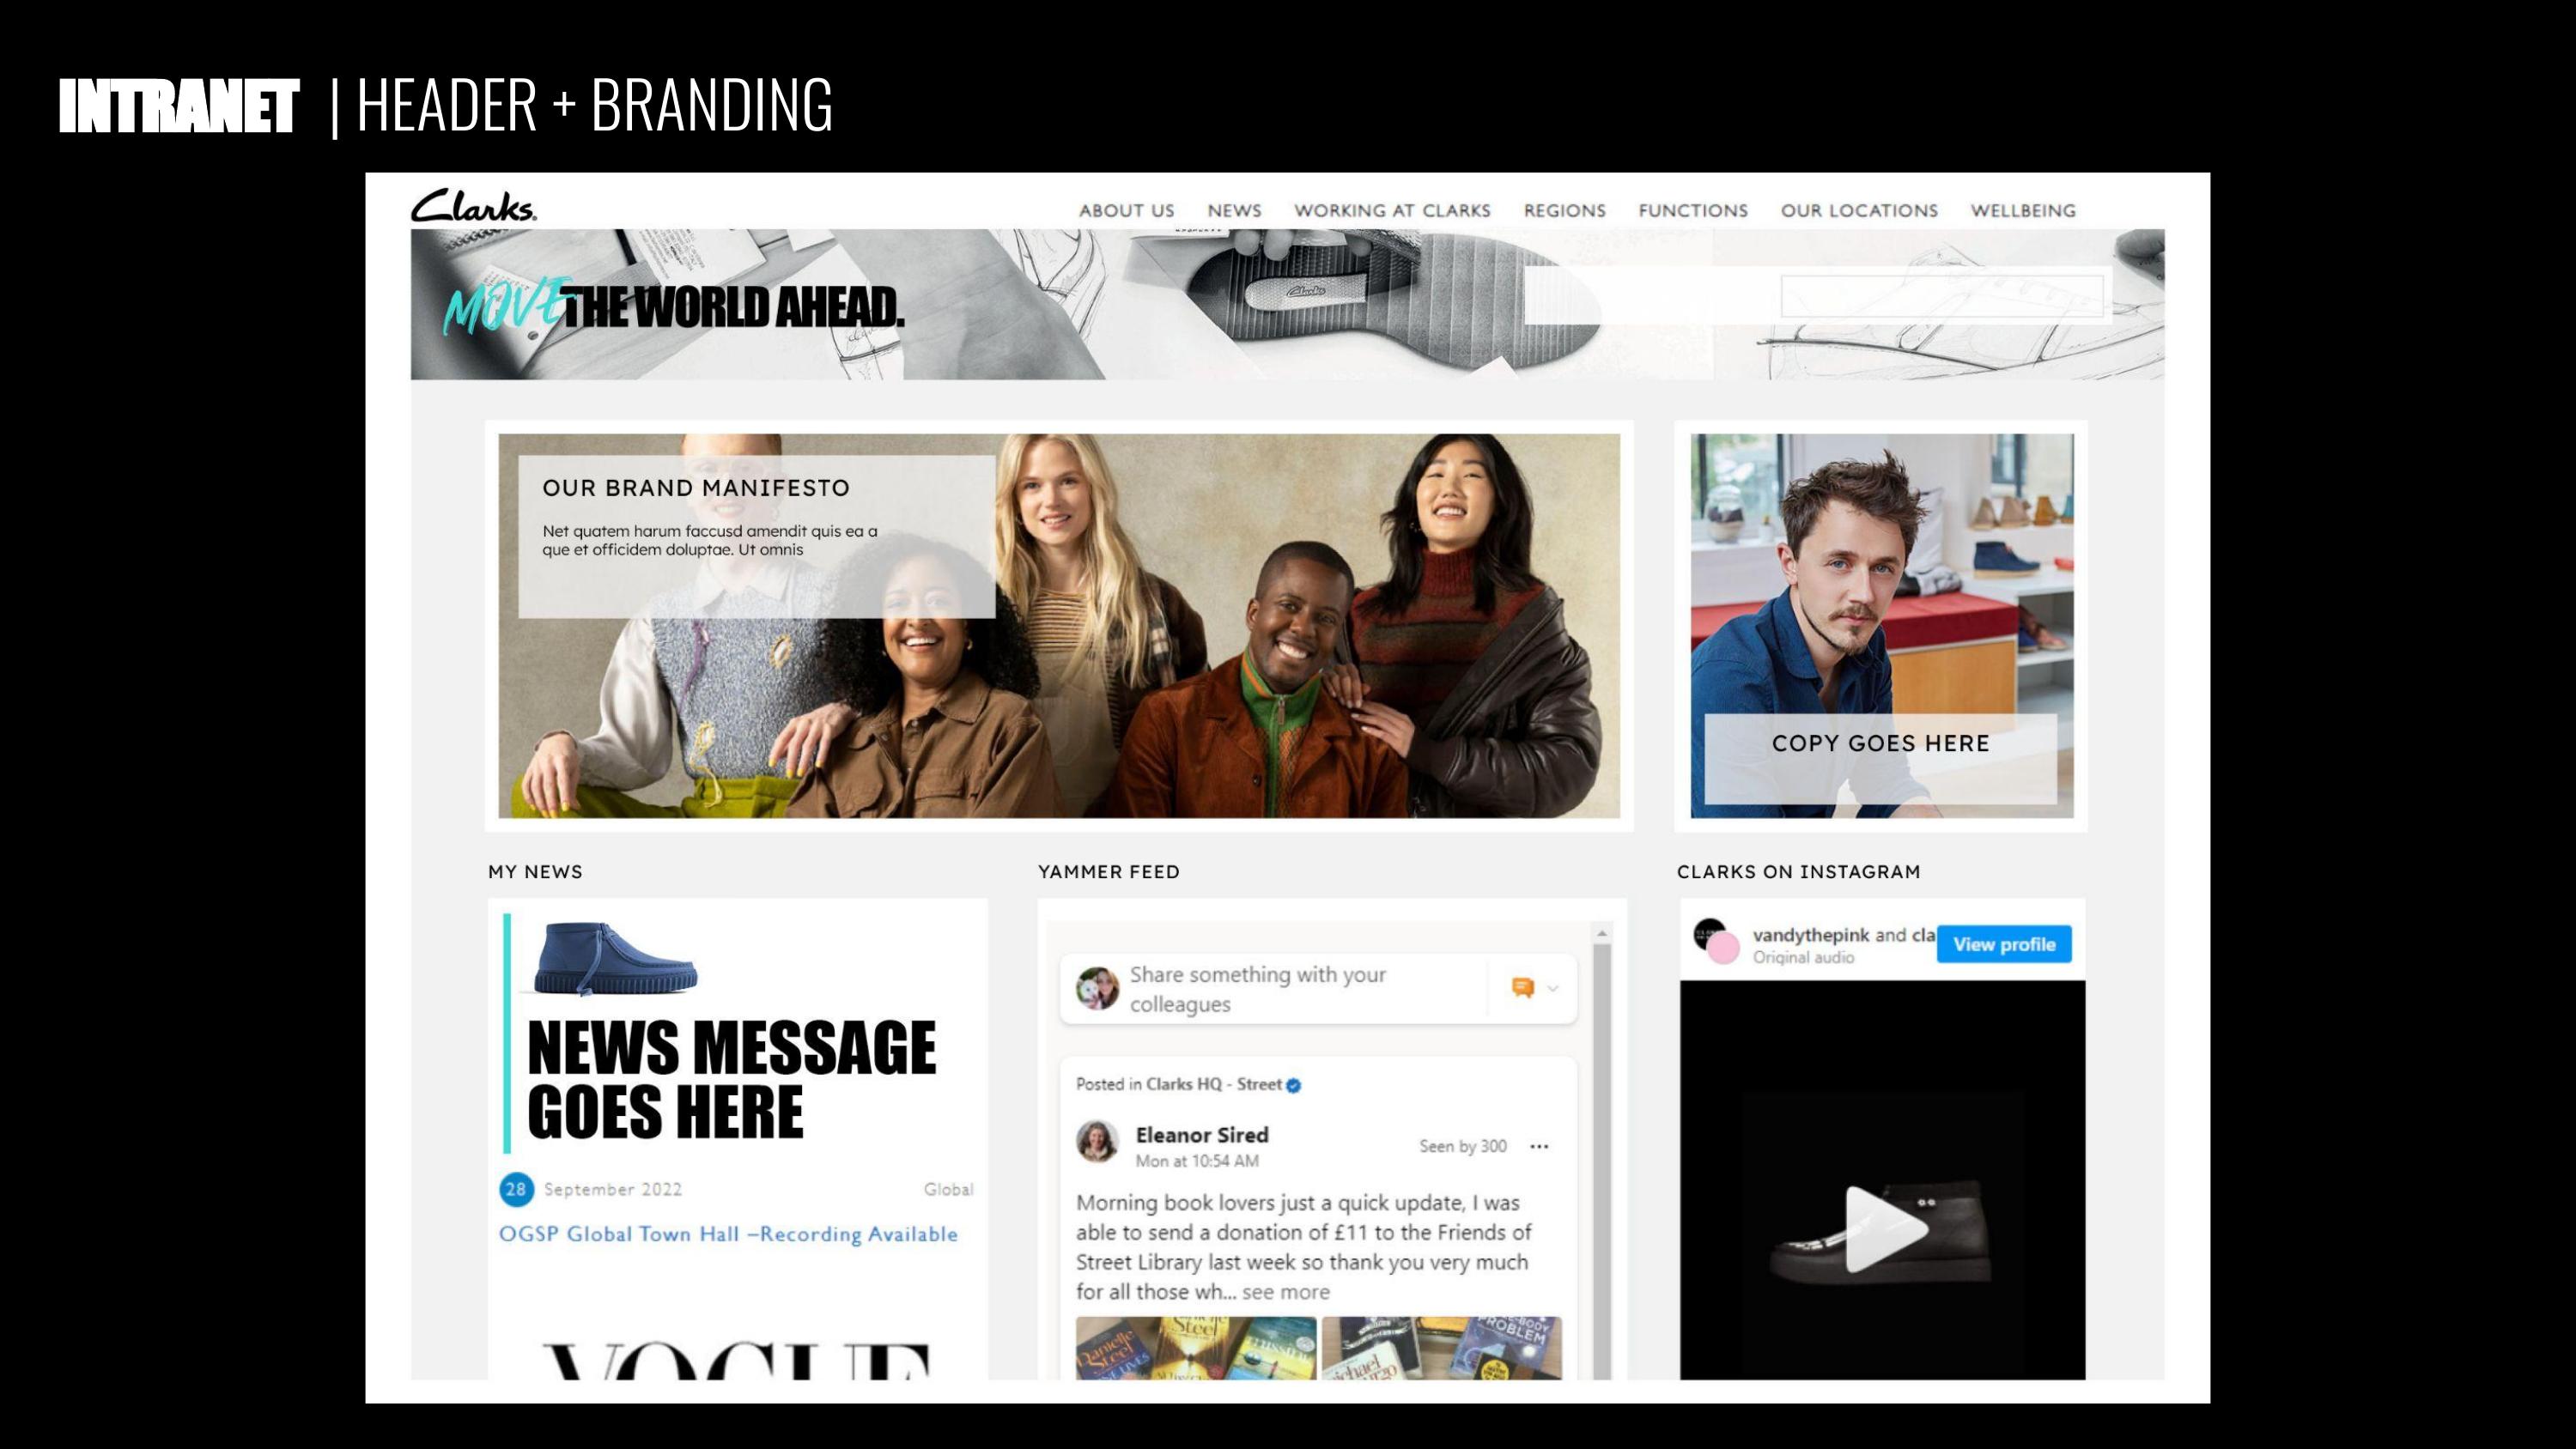 INTRANET | HEADER + BRANDING
Clarks.
ABOUT US NEWS WORKING AT CLARKS REGIONS FUNCTIONS OUR LOCATIONS WELLBEING
MOVE THE WORLD AHEAD.
Clarks
OUR BRAND MANIFESTO
Net quatem harum faccusd amendit quis ea a
que et officidem doluptae. Ut omnis
COPY GOES HERE
MY NEWS
NEWS MESSAGE
GOES HERE
28 September 2022 Global
OGSP Global Town Hall –Recording Available
VOGUE
YAMMER FEED
Share something with your
colleagues
Posted in Clarks HQ - Street
Eleanor Sired
Mon at 10:54 AM
Seen by 300 ...
Morning book lovers just a quick update, I was
able to send a donation of £11 to the Friends of
Street Library last week so thank you very much
for all those wh... see more
Danielle
Steel
Steel
PROBLEM
CLARKS ON INSTAGRAM
vandythepink and cla
Original audio
View profile